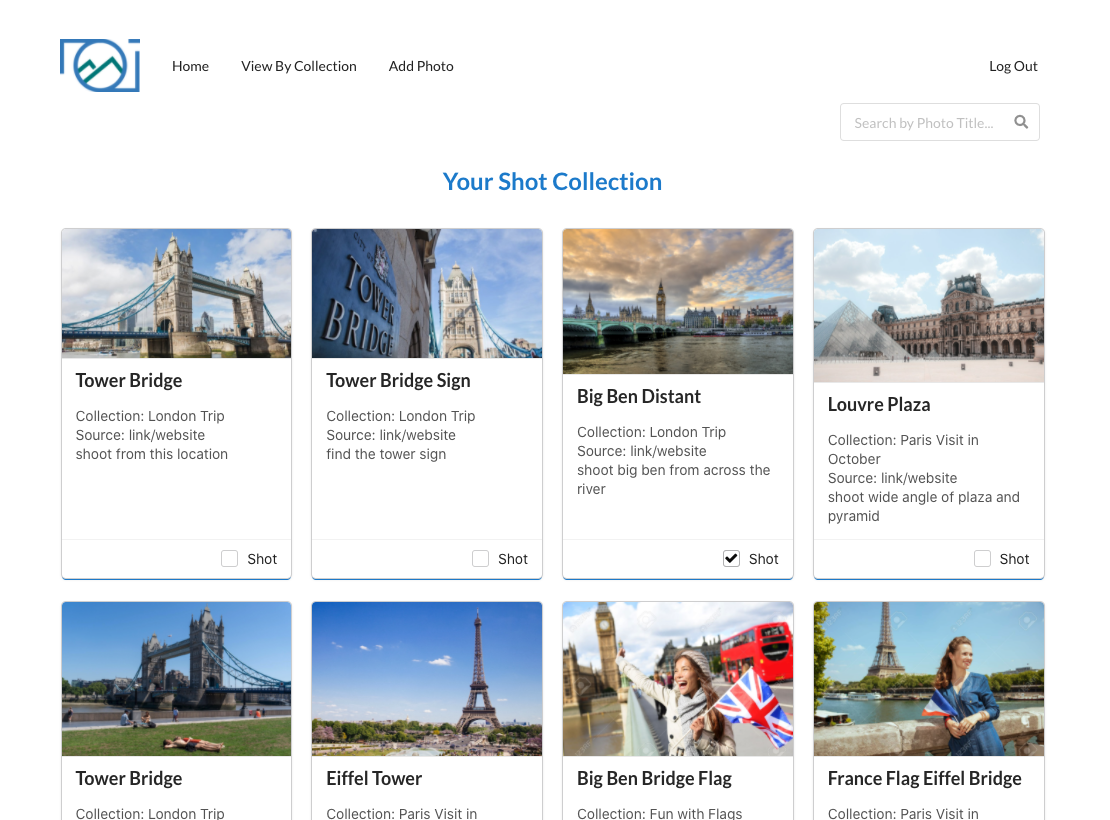 Home View By Collection Add Photo Log Out
Search by Photo Title...
Your Shot Collection
TOWER
BRIDGE
Tower Bridge
Collection: London Trip
Source: link/website
shoot from this location
Shot
Tower Bridge Sign
Collection: London Trip
Source: link/website
find the tower sign
Shot
Big Ben Distant
Collection: London Trip
Source: link/website
shoot big ben from across the
river
Shot
Louvre Plaza
Collection: Paris Visit in
October
Source: link/website
shoot wide angle of plaza and
pyramid
Shot
Tower Bridge
Collection: London Trip
Eiffel Tower
Collection: Paris Visit in
Big Ben Bridge Flag
Collection: Fun with Flags
France Flag Eiffel Bridge
Collection: Paris Visit in